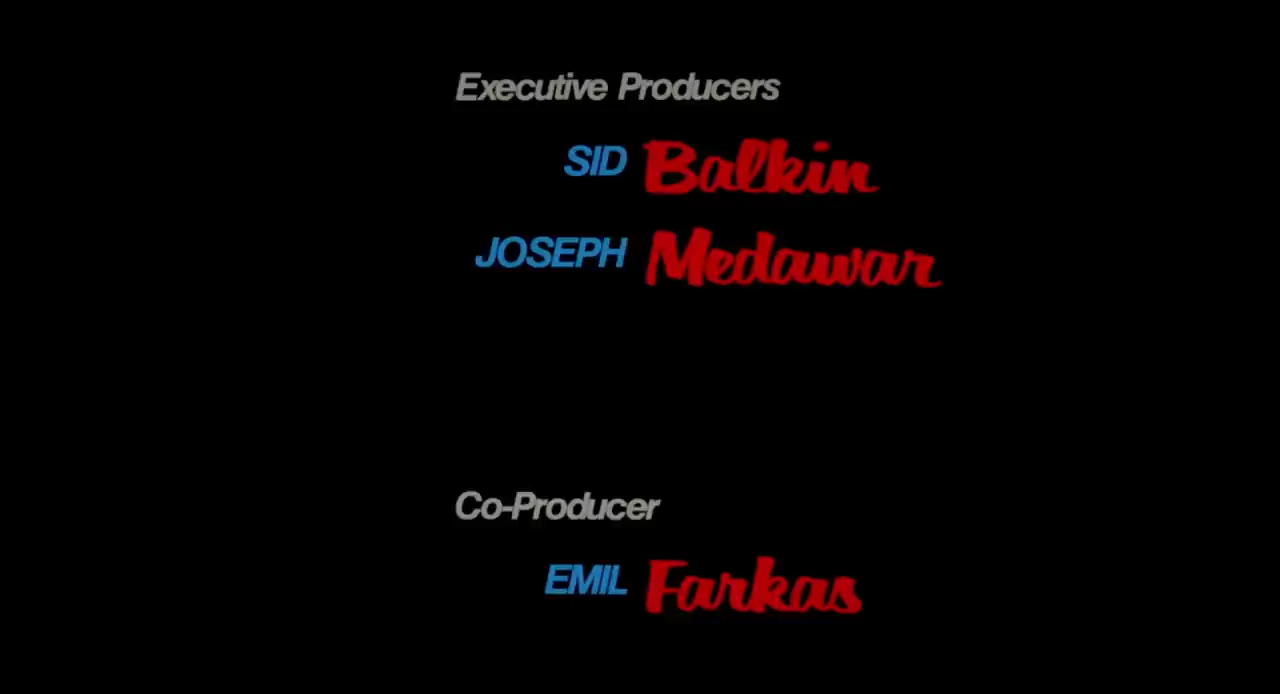 Executive Producers
SID Balkin
JOSEPH Medawar
Co-Producer
EMIL Farkas